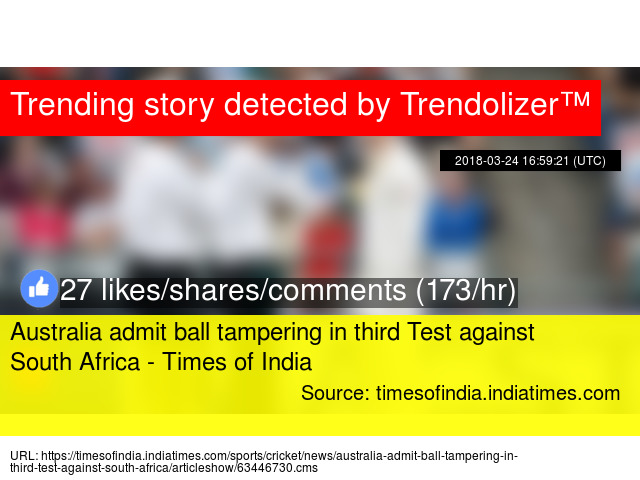 Trending story detected by Trendolizer™
2018-03-24 16:59:21 (UTC)
27 likes/shares/comments (173/hr)
Australia admit ball tampering in third Test against
South Africa - Times of India
Source: timesofindia.indiatimes.com
URL: https://timesofindia.indiatimes.com/sports/cricket/news/australia-admit-ball-tampering-in-
third-test-against-south-africa/articleshow/63446730.cms